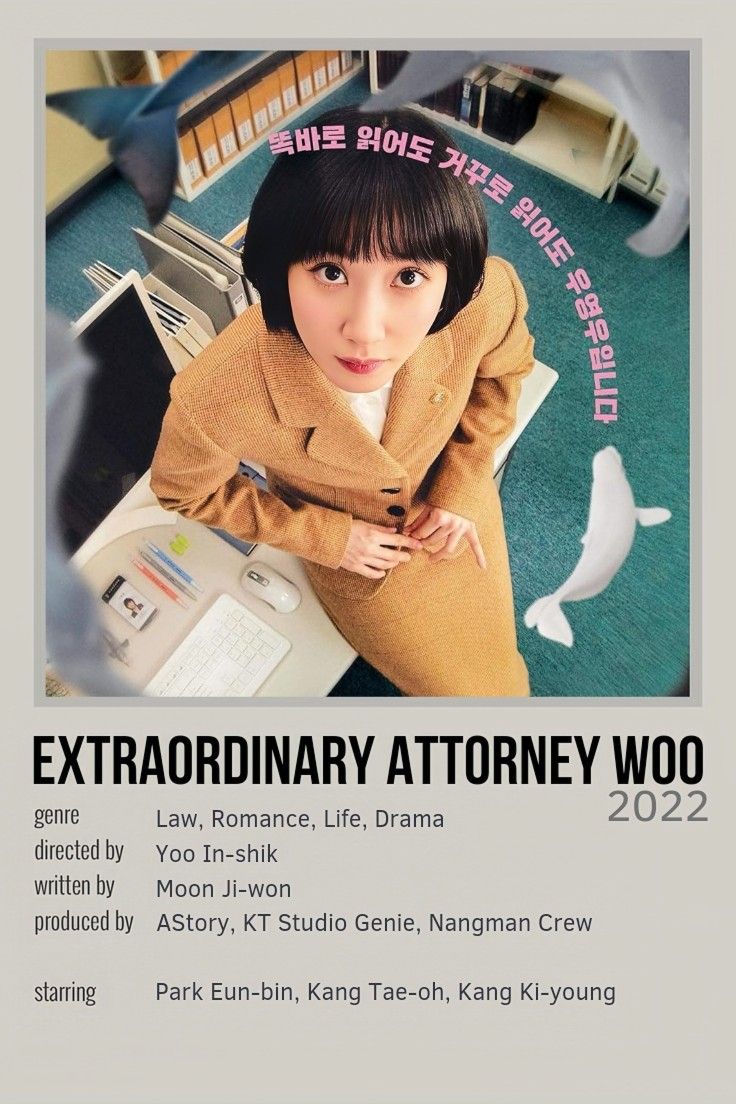 똑바로 읽어도 거꾸로 읽어도 우영우입니다
EXTRAORDINARY ATTORNEY WOO
2022
genre Law, Romance, Life, Drama
directed by Yoo In-shik
written by Moon Ji-won
produced by AStory, KT Studio Genie, Nangman Crew
starring Park Eun-bin, Kang Tae-oh, Kang Ki-young